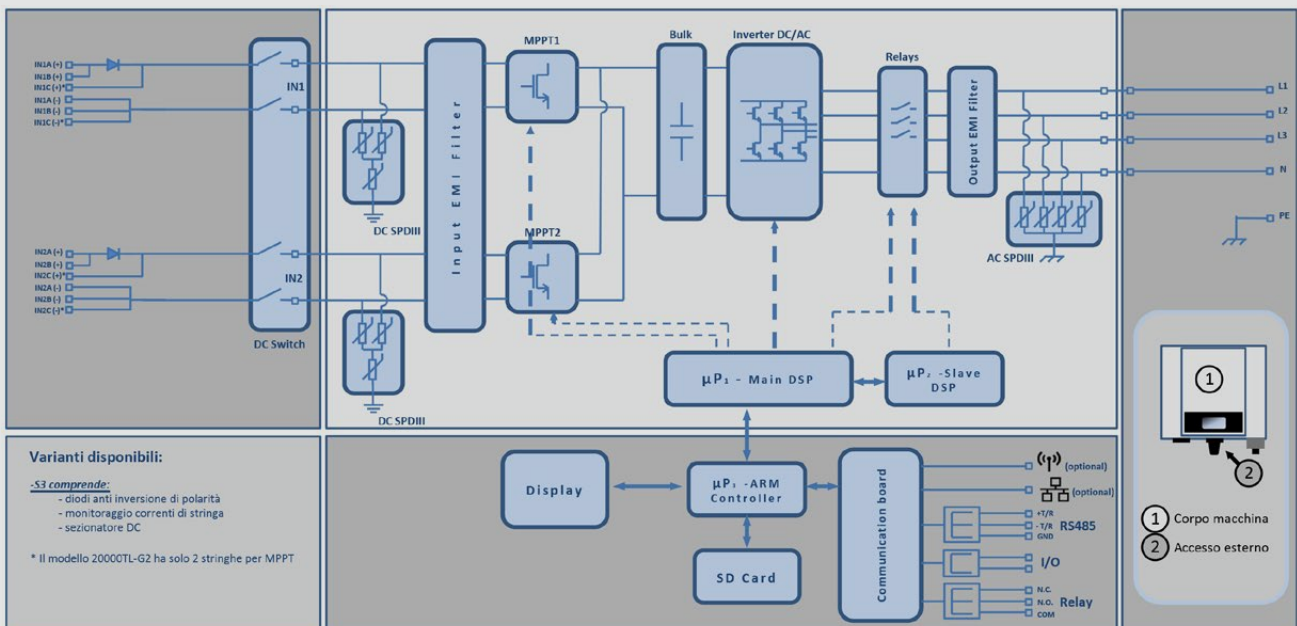 IN1A (+)
IN1B (+)
IN1C (+)*
IN1A (-)
IN1B (-)
IN1C (-)*
IN1
IN2A (+)
IN2B (+)
IN2C (+)*
IN2A (-)
IN2B (-)
IN2C (-)*
IN2
DC Switch
DC SPDIII
DC SPDIII
Input EMI Filter
MPPT1
MPPT2
Bulk
Inverter DC/AC
Relays
Output EMI Filter
AC SPDIII
L1
L2
L3
N
PE
µP₁ - Main DSP
µP₂ -Slave
DSP
Varianti disponibili:
-S3 comprende:
- diodi anti inversione di polarità
- monitoraggio correnti di stringa
- sezionatore DC
* Il modello 20000TL-G2 ha solo 2 stringhe per MPPT
Display
-ARM
Controller
SD Card
Communication board
(optional)
(optional)
+T/R
- T/R
GND
RS485
I/O
N.C.
N.O.
COM
Relay
1
2
1 Corpo macchina
2 Accesso esterno